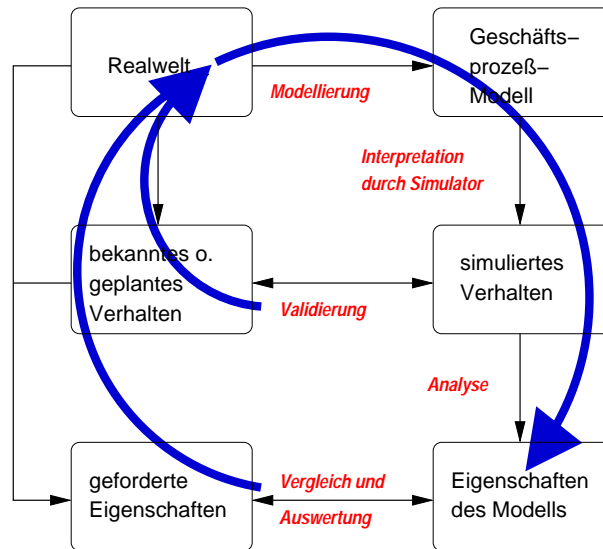 Realwelt
Geschäfts–
prozeß–
Modell
Modellierung
Interpretation
durch Simulator
bekanntes o.
geplantes
Verhalten
simuliertes
Verhalten
Validierung
Analyse
geforderte
Eigenschaften
Vergleich und
Auswertung
Eigenschaften
des Modells